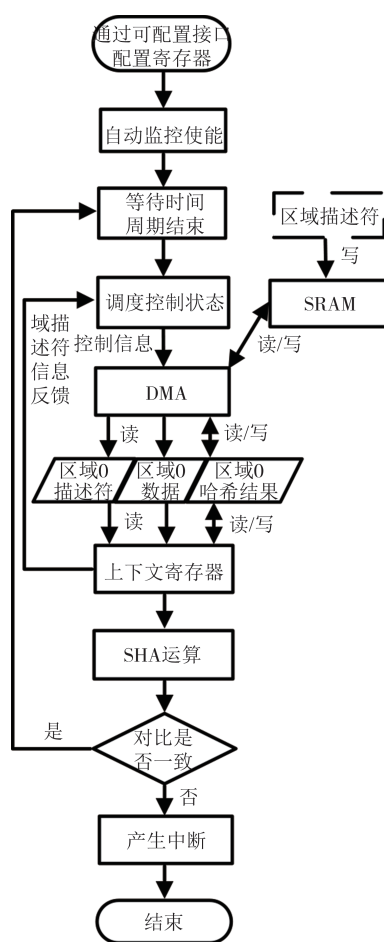 通过可配置接口
配置寄存器
自动监控使能
等待时间
周期结束
区域描述符
写
调度控制状态
SRAM
域描
述符
信息
反馈
控制信息
读/写
DMA
读
读/写
区域0
描述符
区域0
数据
区域0
哈希结果
读
读/写
上下文寄存器
SHA运算
是
对比是
否一致
否
产生中断
结束